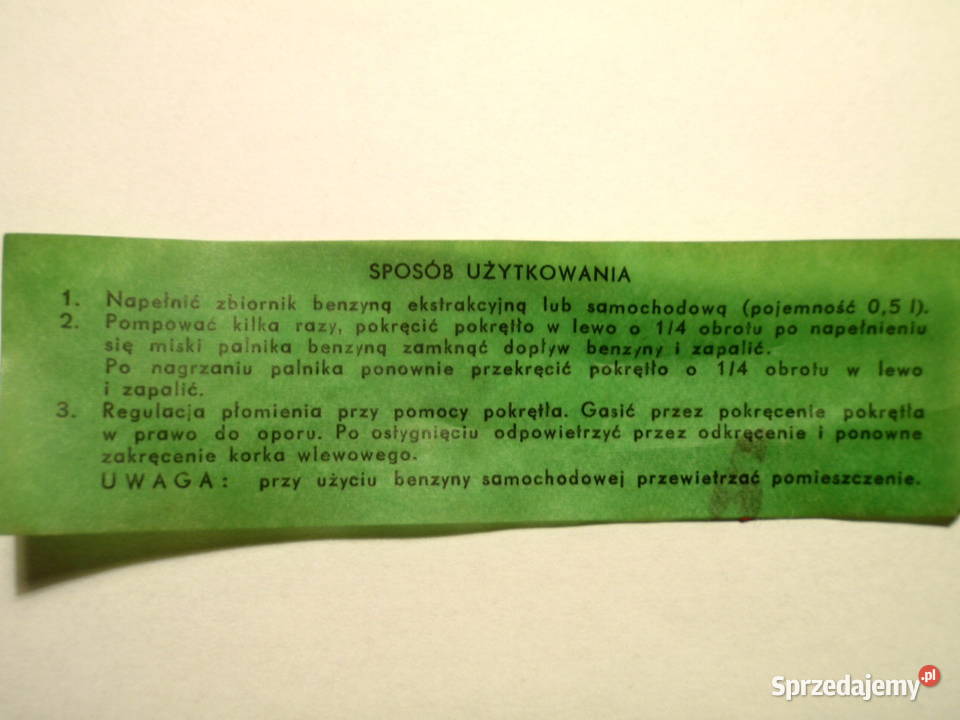 SPOSÓB UŻYTKOWANIA
1. Napełnić zbiornik benzyną ekstrakcyjną lub samochodową (pojemność 0,5 l).
2. Pompować kilka razy, pokręcić pokrętło w lewo o 1/4 obrotu po napełnieniu
się miski palnika benzyną zamknąć dopływ benzyny i zapalić.
Po nagrzaniu palnika ponownie przekręcić pokrętło o 1/4 obrotu w lewo
i zapalić.
3. Regulacja płomienia przy pomocy pokrętła. Gasić przez pokręcenie pokrętła
w prawo do oporu. Po ostygnięciu odpowietrzyć przez odkręcenie i ponowne
zakręcenie korka wlewowego.
UWAGA: przy użyciu benzyny samochodowej przewietrzać pomieszczenie.
Sprzedajemy.pl